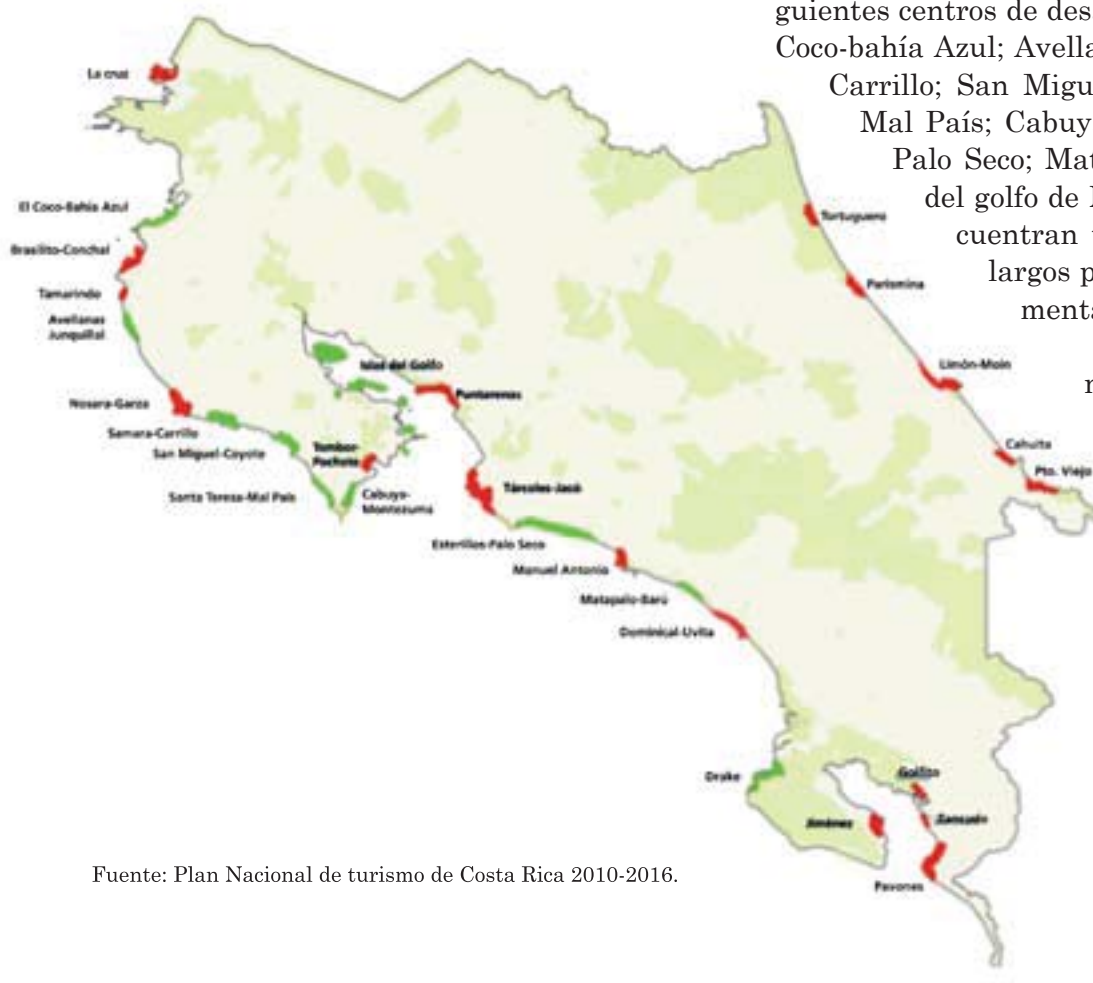 guientes centros de des
Coco-bahía Azul; Avella
Carrillo; San Migu
Mal País; Cabuy
Palo Seco; Mat
del golfo de
cuentran
largos p
menta
La cruz
El Coco-Bahía Azul
Brasilito-Conchal
Tamarindo
Avellanas
Junquillal
Nosara-Garza
Samara-Carrillo
San Miguel-Coyote
Santa Teresa-Mal País
Islas del Golfo
Puntarenas
Tambor-
Pochote
Cabuya-
Montezuma
Tárcoles-Jacó
Esterillos-Palo Seco
Manuel Antonio
Matapalo-Barú
Dominical-Uvita
Drake
Jiménez
Golfito
Zancudo
Pavones
Tortuguero
Parismina
Limón-Moín
Cahuita
Pto. Viejo
Fuente: Plan Nacional de turismo de Costa Rica 2010-2016.